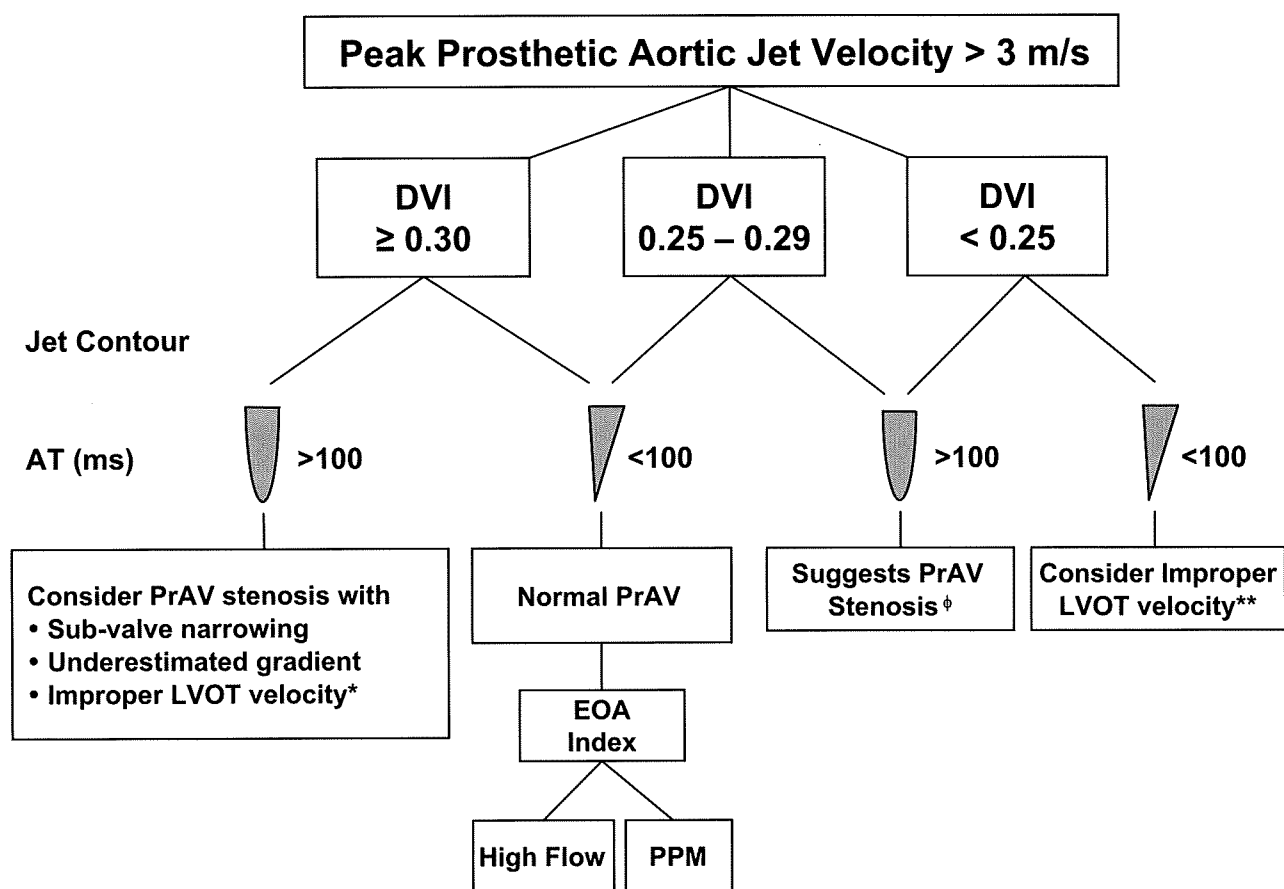 Peak Prosthetic Aortic Jet Velocity > 3 m/s
DVI
≥ 0.30
DVI
0.25 – 0.29
DVI
< 0.25
Jet Contour
AT (ms)
>100
<100
>100
<100
Consider PrAV stenosis with
• Sub-valve narrowing
• Underestimated gradient
• Improper LVOT velocity*
Normal PrAV
Suggests PrAV
Stenosis ϕ
Consider Improper
LVOT velocity**
EOA
Index
High Flow
PPM